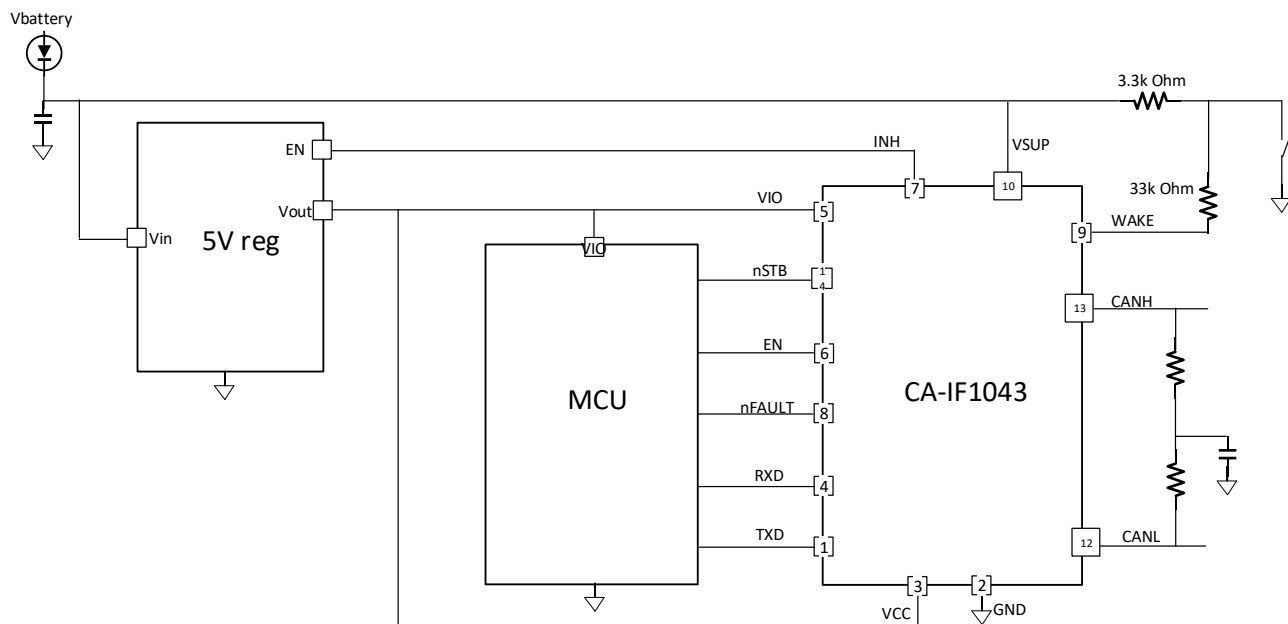 Vbattery
3.3k Ohm
EN
INH
VSUP
33k Ohm
Vout
VIO
7
10
5
9
WAKE
Vin
5V reg
VIO
nSTB
1
4
13
CANH
EN
6
MCU
CA-IF1043
nFAULT
8
RXD
4
TXD
1
12
CANL
3
2
VCC
GND